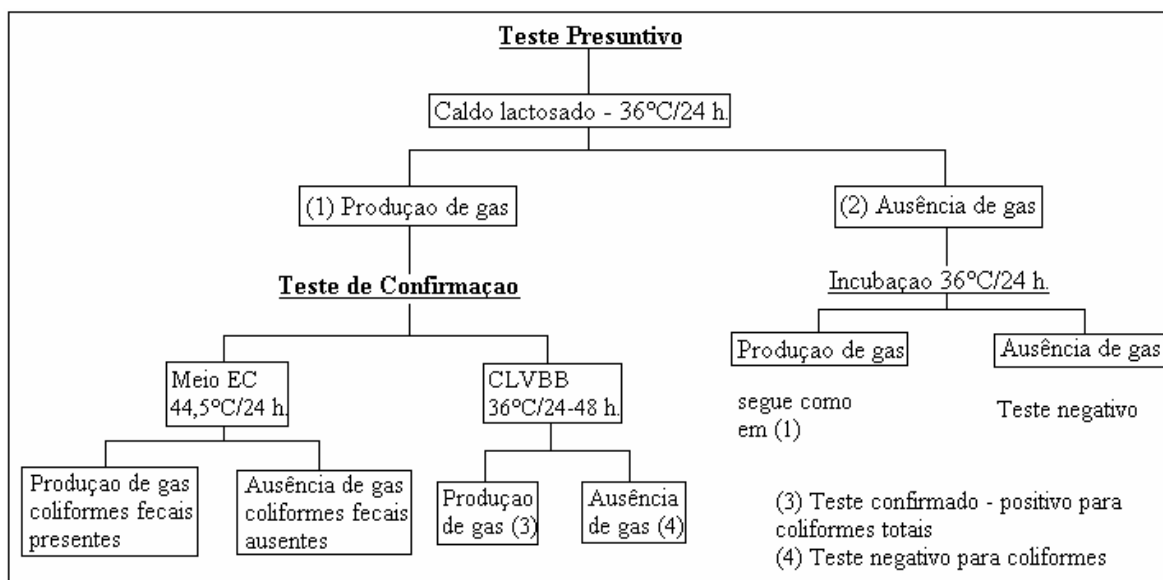 Teste Presuntivo
Caldo lactosado - 36ºC/24 h.
(1) Produçao de gas
(2) Ausência de gas
Teste de Confirmaçao
Incubaçao 36ºC/24 h.
Produçao de gas
Ausência de gas
segue como
em (1)
Teste negativo
Meio EC
44,5ºC/24 h.
CLVBB
36ºC/24-48 h.
Produçao de gas
coliformes fecais
presentes
Ausência de gas
coliformes fecais
ausentes
Produçao
de gas (3)
Ausência
de gas (4)
(3) Teste confirmado - positivo para
coliformes totais
(4) Teste negativo para coliformes